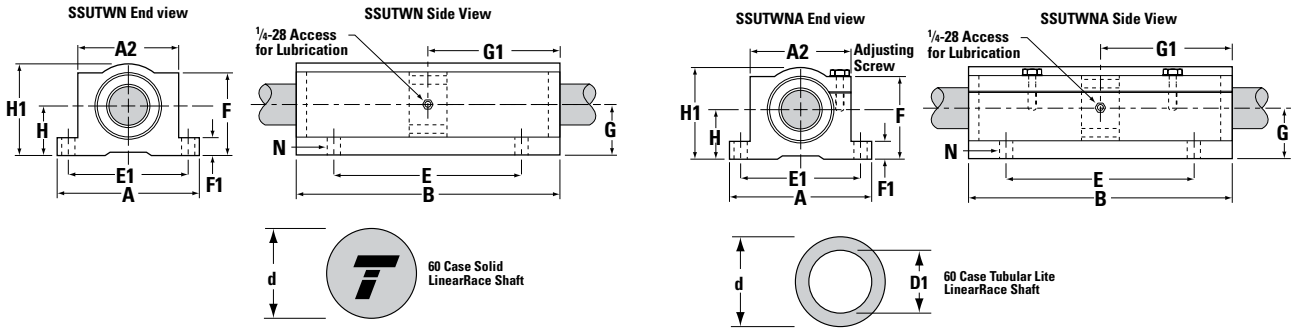 SSUTWN End view
SSUTWN Side View
A2
1/4-28 Access
for Lubrication
G1
H1
H
F
G
N
E1
A
F1
E
B
d
60 Case Solid
LinearRace Shaft
SSUTWNA End view
SSUTWNA Side View
A2
Adjusting
Screw
1/4-28 Access
for Lubrication
G1
H1
H
F
G
N
E1
A
F1
E
B
d
D1
60 Case Tubular Lite
LinearRace Shaft